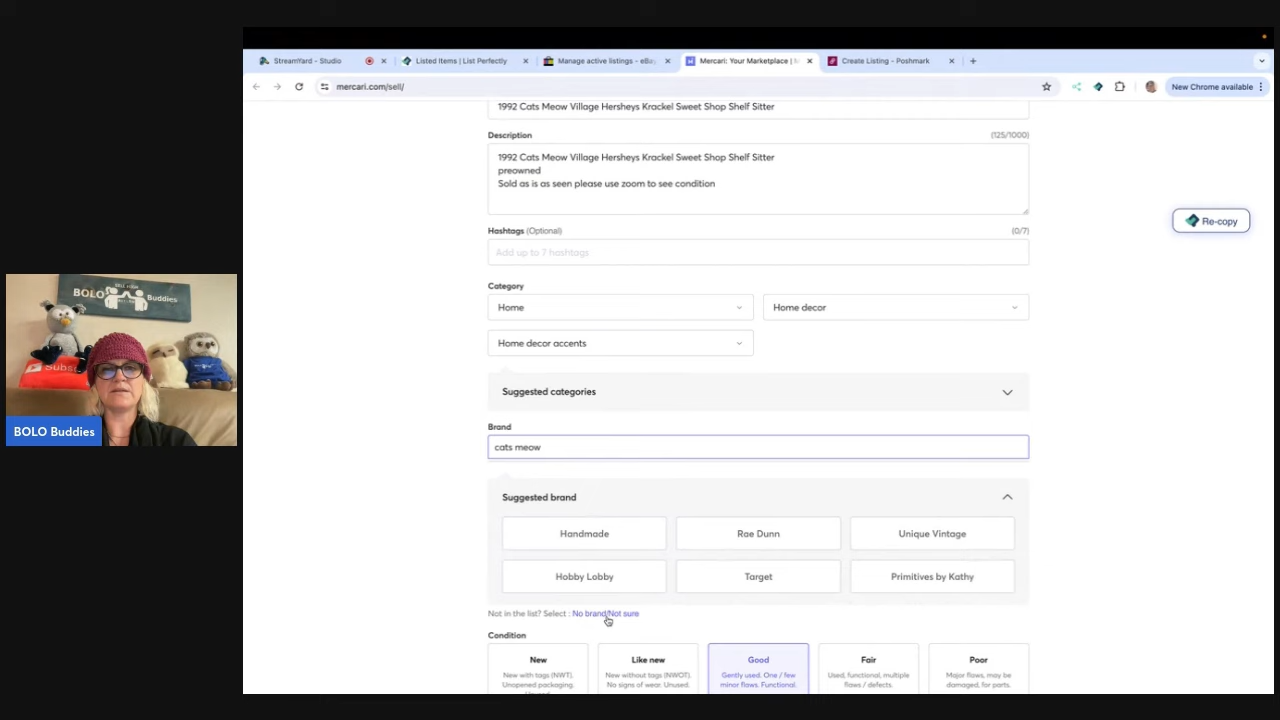 StreamYard - Studio
Listed Items | List Perfectly
Manage active listings - eBa
Mercari: Your Marketplace |
Create Listing - Poshmark
mercari.com/sell/
New Chrome available
1992 Cats Meow Village Hersheys Krackel Sweet Shop Shelf Sitter
Description
(125/1000)
1992 Cats Meow Village Hersheys Krackel Sweet Shop Shelf Sitter
preowned
Sold as is as seen please use zoom to see condition
Re-copy
Hashtags (Optional)
(0/7)
Add up to 7 hashtags
Category
Home
Home decor
Home decor accents
Suggested categories
Brand
cats meow
Suggested brand
Handmade
Rae Dunn
Unique Vintage
Hobby Lobby
Target
Primitives by Kathy
Not in the list? Select : No brand/Not sure
Condition
New
Like new
Good
Fair
Poor
New with tags (NWT).
New without tags (NWOT).
Gently used. One / few
Used, functional, multiple
Major flaws, may be
Unopened packaging.
No signs of wear. Unused.
minor flaws. Functional.
flaws / defects.
damaged, for parts.
BOLO
Buddies
BOLO Buddies